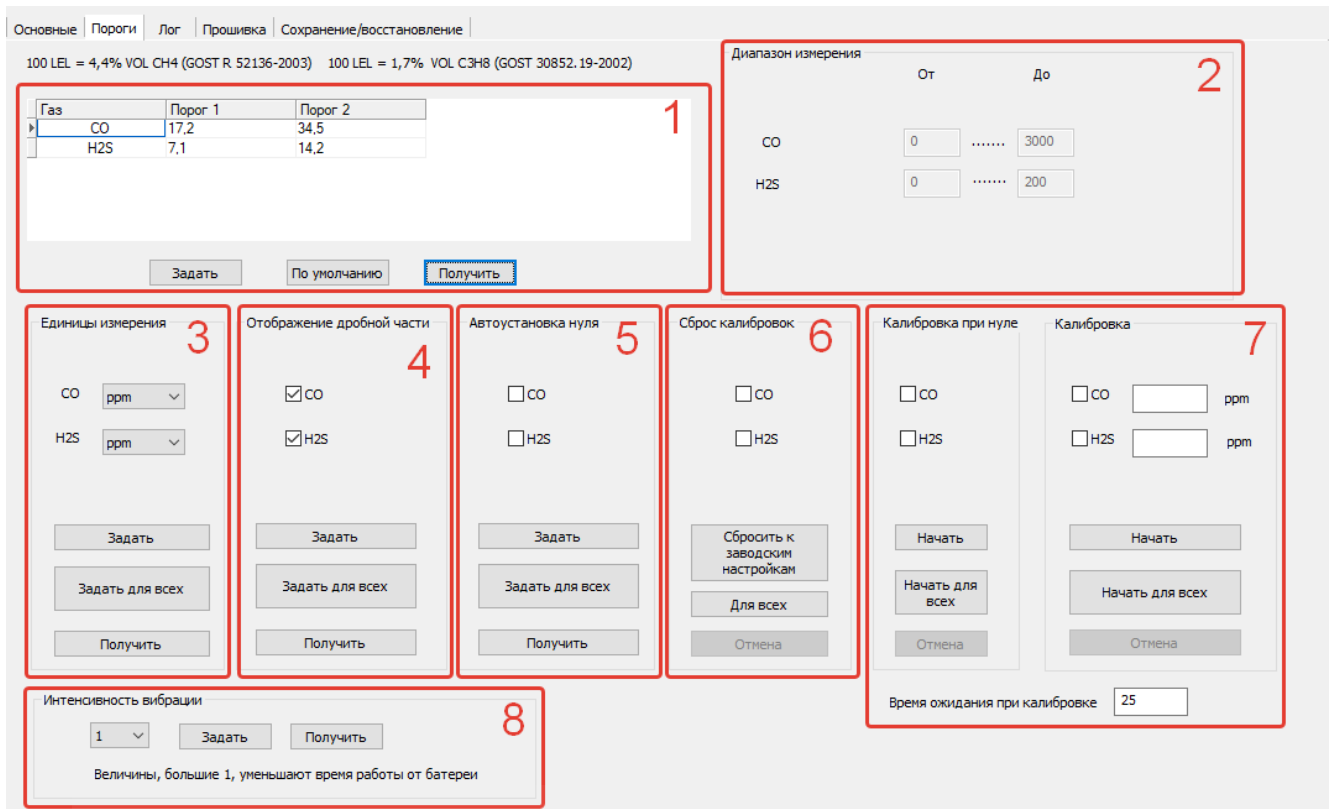 Основные Пороги Лог Прошивка Сохранение/восстановление
100 LEL = 4,4% VOL CH4 (GOST R 52136-2003) 100 LEL = 1,7% VOL C3H8 (GOST 30852.19-2002)
1
Газ Порог 1 Порог 2
CO 17,2 34,5
H2S 7,1 14,2
Задать По умолчанию Получить
Диапазон измерения
2
От До
CO 0 ....... 3000
H2S 0 ....... 200
Единицы измерения
3
CO ppm
H2S ppm
Задать
Задать для всех
Получить
Отображение дробной части
4
CO
H2S
Задать
Задать для всех
Получить
Автоустановка нуля
5
CO
H2S
Задать
Задать для всех
Получить
Сброс калибровок
6
CO
H2S
Сбросить к
заводским
настройкам
Для всех
Отмена
Калибровка при нуле
CO
H2S
Начать
Начать для
всех
Отмена
Калибровка
7
CO ppm
H2S ppm
Начать
Начать для всех
Отмена
Время ожидания при калибровке 25
Интенсивность вибрации
8
1 Задать Получить
Величины, большие 1, уменьшают время работы от батареи